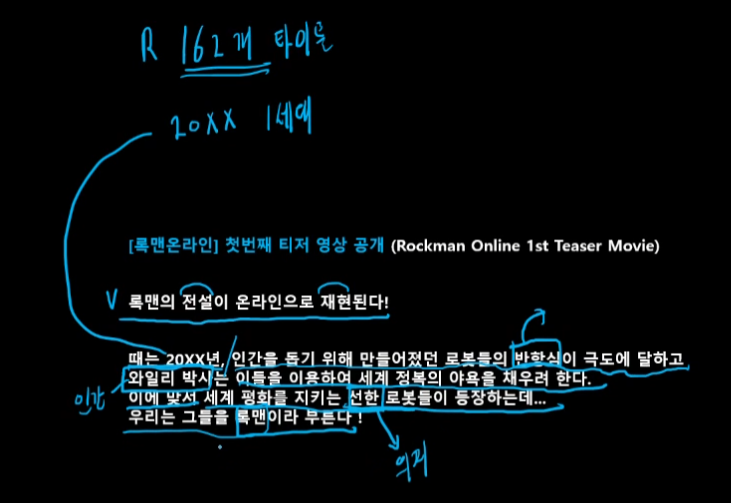 R 162개 타이틀
20XX 1세대
[록맨온라인] 첫번째 티저 영상 공개 (Rockman Online 1st Teaser Movie)
V 록맨의 전설이 온라인으로 재현된다!
때는 20XX년, 인간을 돕기 위해 만들어졌던 로봇들의 반항심이 극도에 달하고
와일리 박사는 이들을 이용하여 세계 정복의 야욕을 채우려 한다.
인간
이에 맞서 세계 평화를 지키는 선한 로봇들이 등장하는데...
우리는 그들을 록맨이라 부른다 !